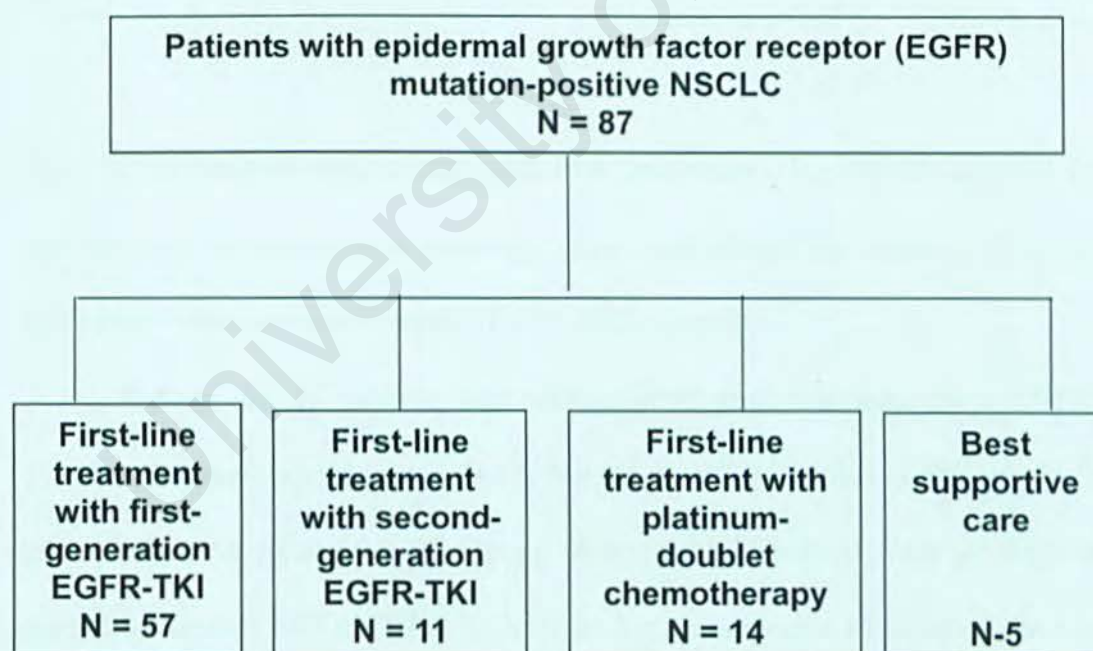 Patients with epidermal growth factor receptor (EGFR)
mutation-positive NSCLC
N = 87
First-line
treatment
with first-
generation
EGFR-TKI
N = 57
First-line
treatment
with second-
generation
EGFR-TKI
N = 11
First-line
treatment with
platinum-
doublet
chemotherapy
N = 14
Best
supportive
care
N-5
University o